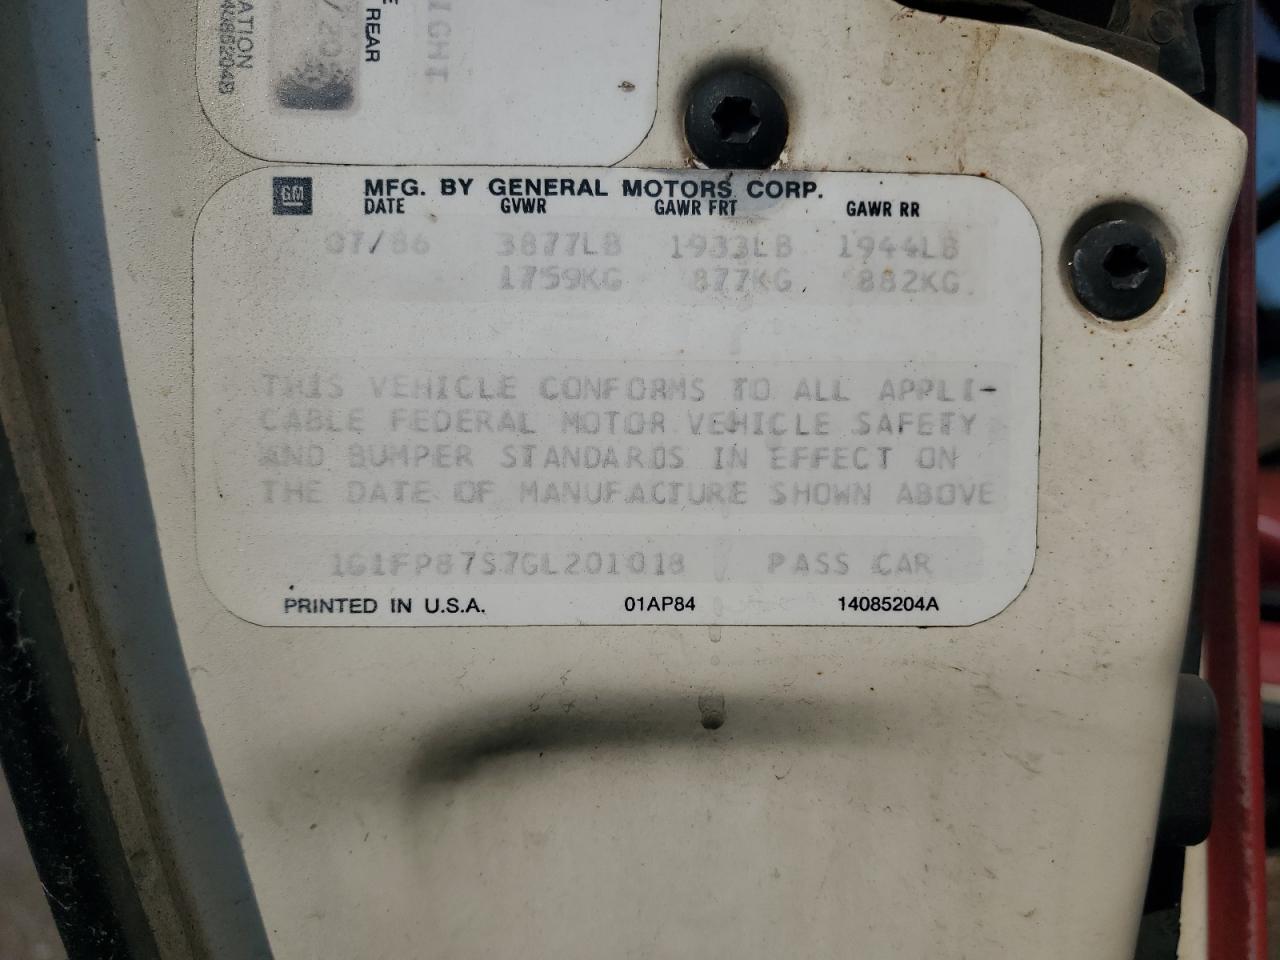 ATION
REAR
IGHT
GM
MFG. BY GENERAL MOTORS CORP.
DATE GVWR GAWR FRT GAWR RR
07/86 3877LB 1933LB 1944LB
1759KG 877KG 882KG
THIS VEHICLE CONFORMS TO ALL APPLI-
CABLE FEDERAL MOTOR VEHICLE SAFETY
AND BUMPER STANDARDS IN EFFECT ON
THE DATE OF MANUFACTURE SHOWN ABOVE
1G1FP87S7GL201018 PASS CAR
PRINTED IN U.S.A. 01AP84 14085204A